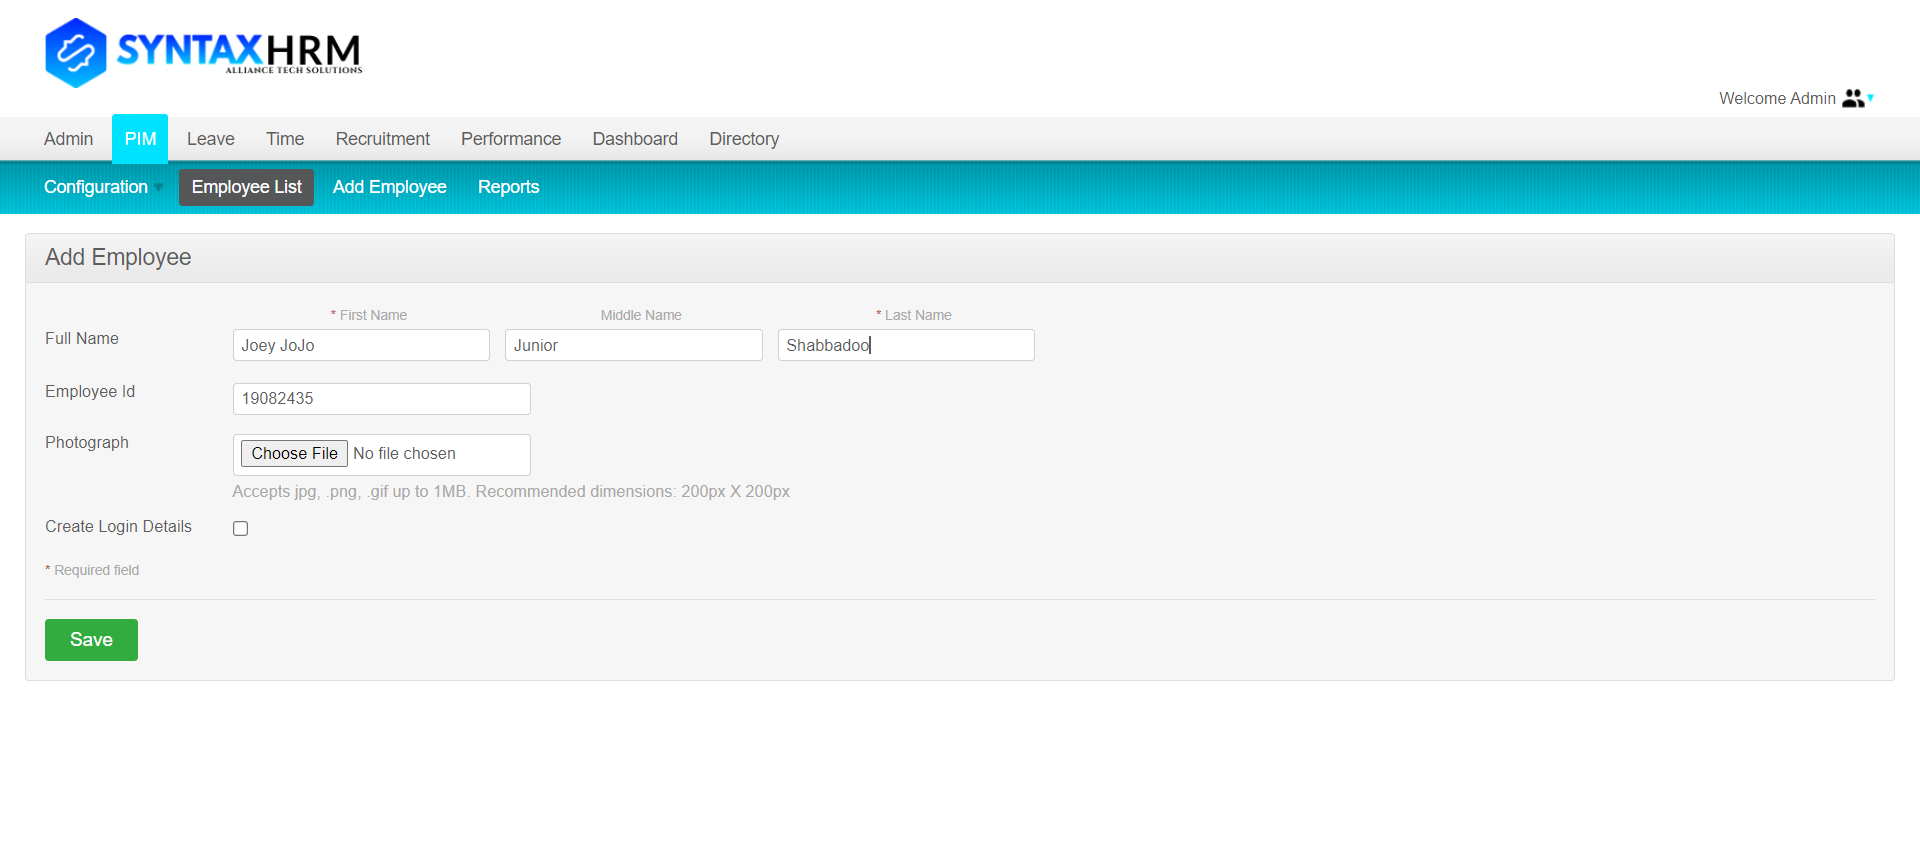 SYNTAXHRM
ALLIANCE TECH SOLUTIONS
Welcome Admin
Admin PIM Leave Time Recruitment Performance Dashboard Directory
Configuration Employee List Add Employee Reports
Add Employee
* First Name Middle Name * Last Name
Full Name Joey JoJo Junior Shabbadoo
Employee Id 19082435
Photograph Choose File No file chosen
Accepts jpg, .png, .gif up to 1MB. Recommended dimensions: 200px X 200px
Create Login Details
* Required field
Save